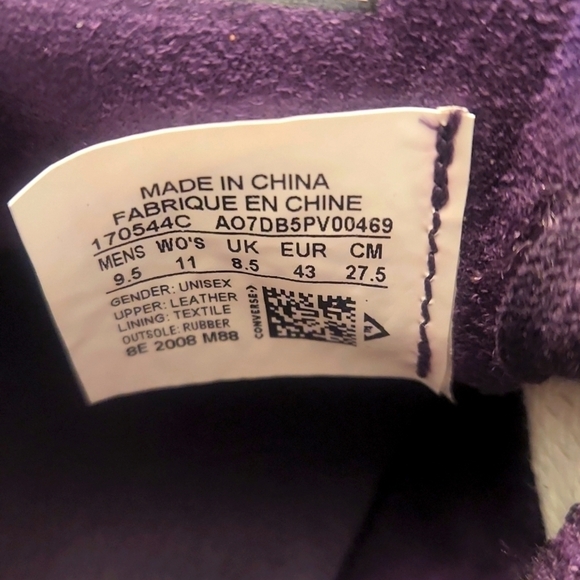 MADE IN CHINA
FABRIQUE EN CHINE
170544C AO7DB5PV00469
MENS WO'S UK EUR CM
9.5 11 8.5 43 27.5
GENDER: UNISEX
UPPER: LEATHER
LINING: TEXTILE
OUTSOLE: RUBBER
8E 2008 M88
CONVERSE